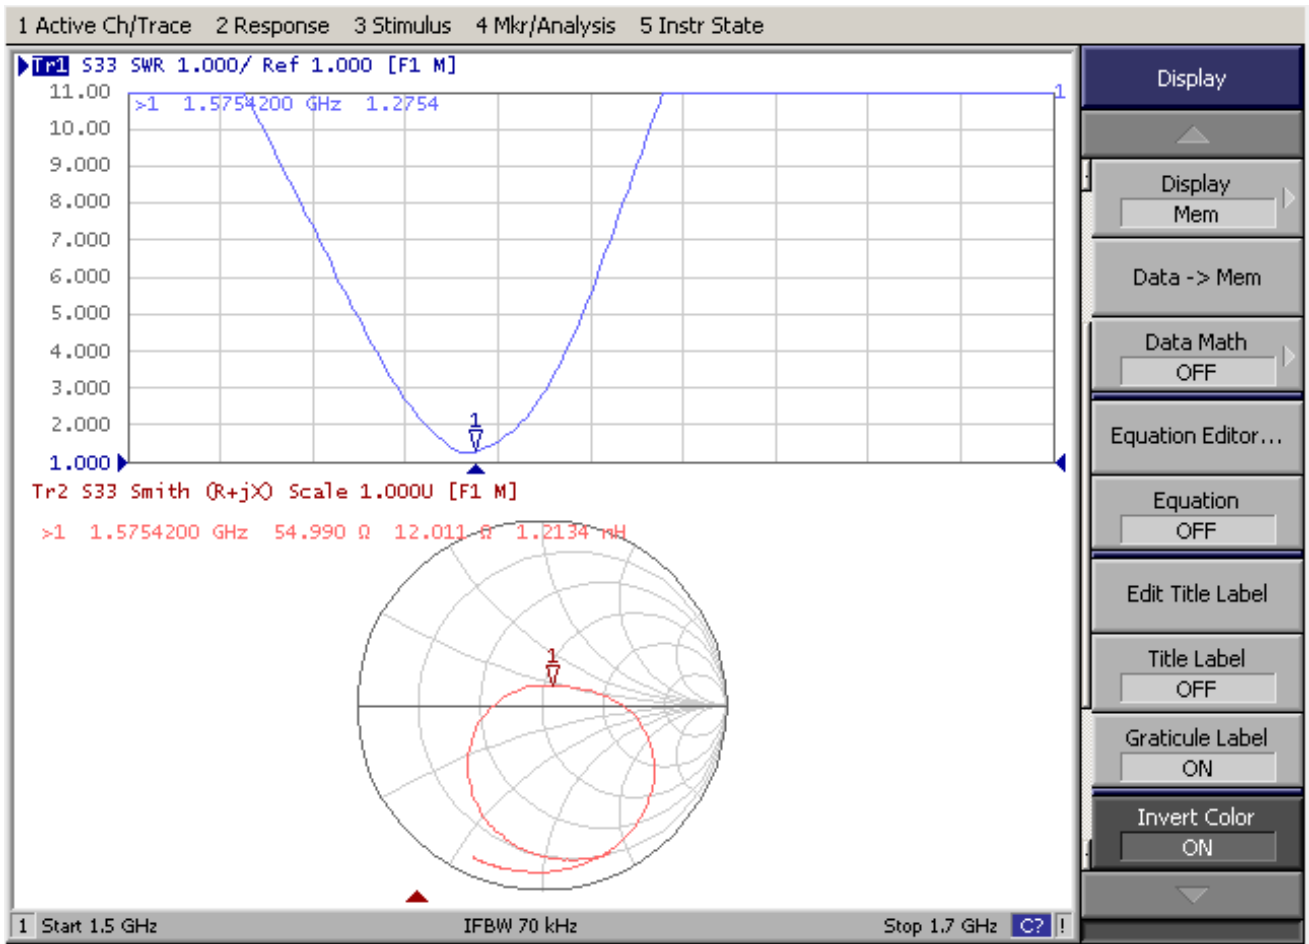 1 Active Ch/Trace 2 Response 3 Stimulus 4 Mkr/Analysis 5 Instr State
Tr1 S33 SWR 1.000/ Ref 1.000 [F1 M]
>1 1.5754200 GHz 1.2754
1
11.00
10.00
9.000
8.000
7.000
6.000
5.000
4.000
3.000
2.000
1.000
1
Tr2 S33 Smith (R+jX) Scale 1.000U [F1 M]
>1 1.5754200 GHz 54.990 Ω 12.011 Ω 1.2134 nH
1
1 Start 1.5 GHz IFBW 70 kHz Stop 1.7 GHz C? !
Display
Display
Mem
Data -> Mem
Data Math
OFF
Equation Editor...
Equation
OFF
Edit Title Label
Title Label
OFF
Graticule Label
ON
Invert Color
ON